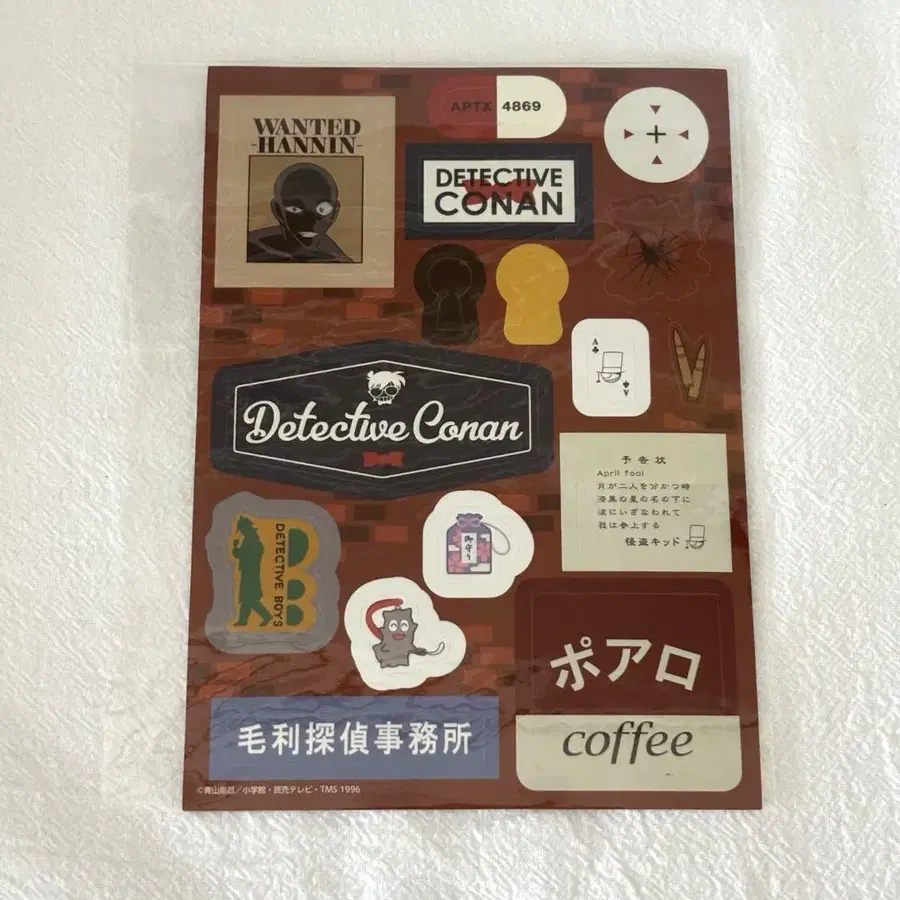 WANTED
-HANNIN-
APTX 4869
DETECTIVE
CONAN
A
A
Detective Conan
予告状
April fool
月が二人を分かつ時
漆黒の星の名の下に
波にいざなわれて
我は参上する
怪盗キッド
DETECTIVE BOYS
御守り
ポアロ
coffee
毛利探偵事務所
©青山剛昌/小学館・読売テレビ・TMS 1996